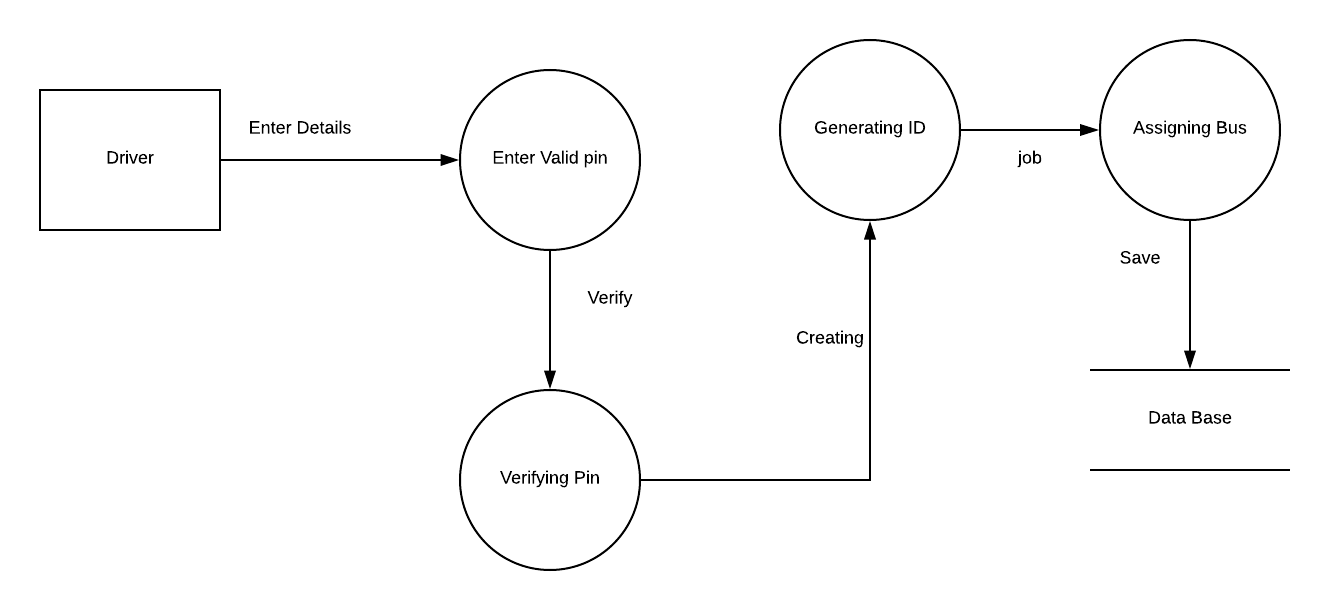 Driver
Enter Details
Enter Valid pin
Verify
Verifying Pin
Creating
Generating ID
job
Assigning Bus
Save
Data Base